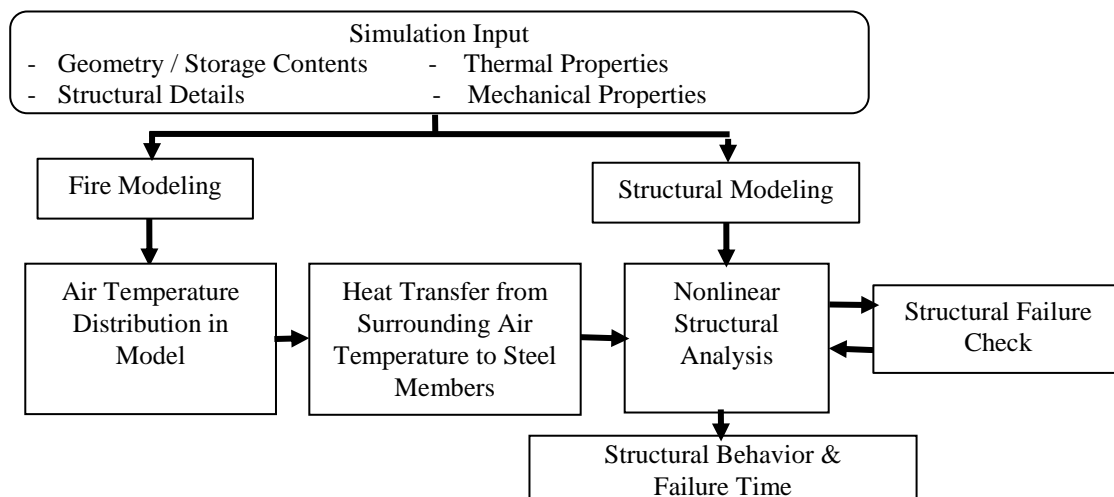 Simulation Input
- Geometry / Storage Contents - Thermal Properties
- Structural Details - Mechanical Properties
Fire Modeling
Structural Modeling
Air Temperature
Distribution in
Model
Heat Transfer from
Surrounding Air
Temperature to Steel
Members
Nonlinear
Structural
Analysis
Structural Failure
Check
Structural Behavior &
Failure Time